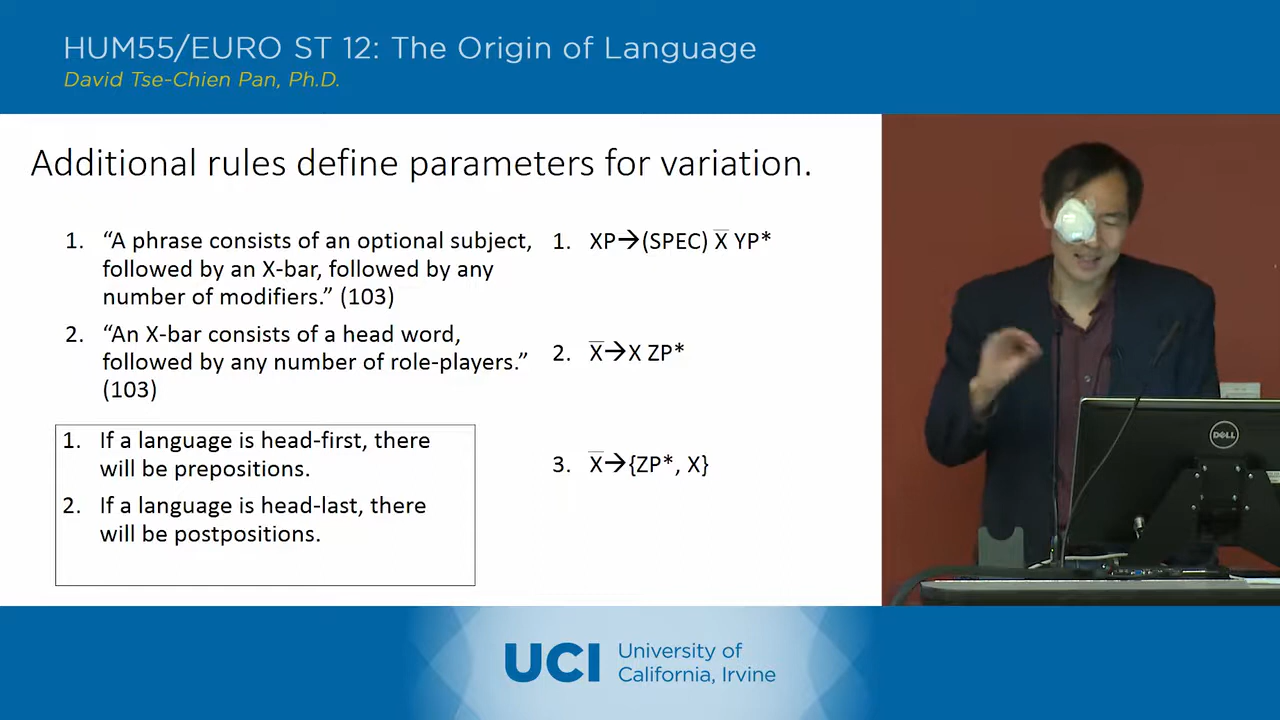 HUM55/EURO ST 12: The Origin of Language
David Tse-Chien Pan, Ph.D.
Additional rules define parameters for variation.
1. “A phrase consists of an optional subject,
followed by an X-bar, followed by any
number of modifiers.” (103)
2. “An X-bar consists of a head word,
followed by any number of role-players.”
(103)
1. If a language is head-first, there
will be prepositions.
2. If a language is head-last, there
will be postpositions.
1. XP→(SPEC) X̅ YP*
2. X̅→X ZP*
3. X̅→{ZP*, X}
DELL
UCI University of
California, Irvine